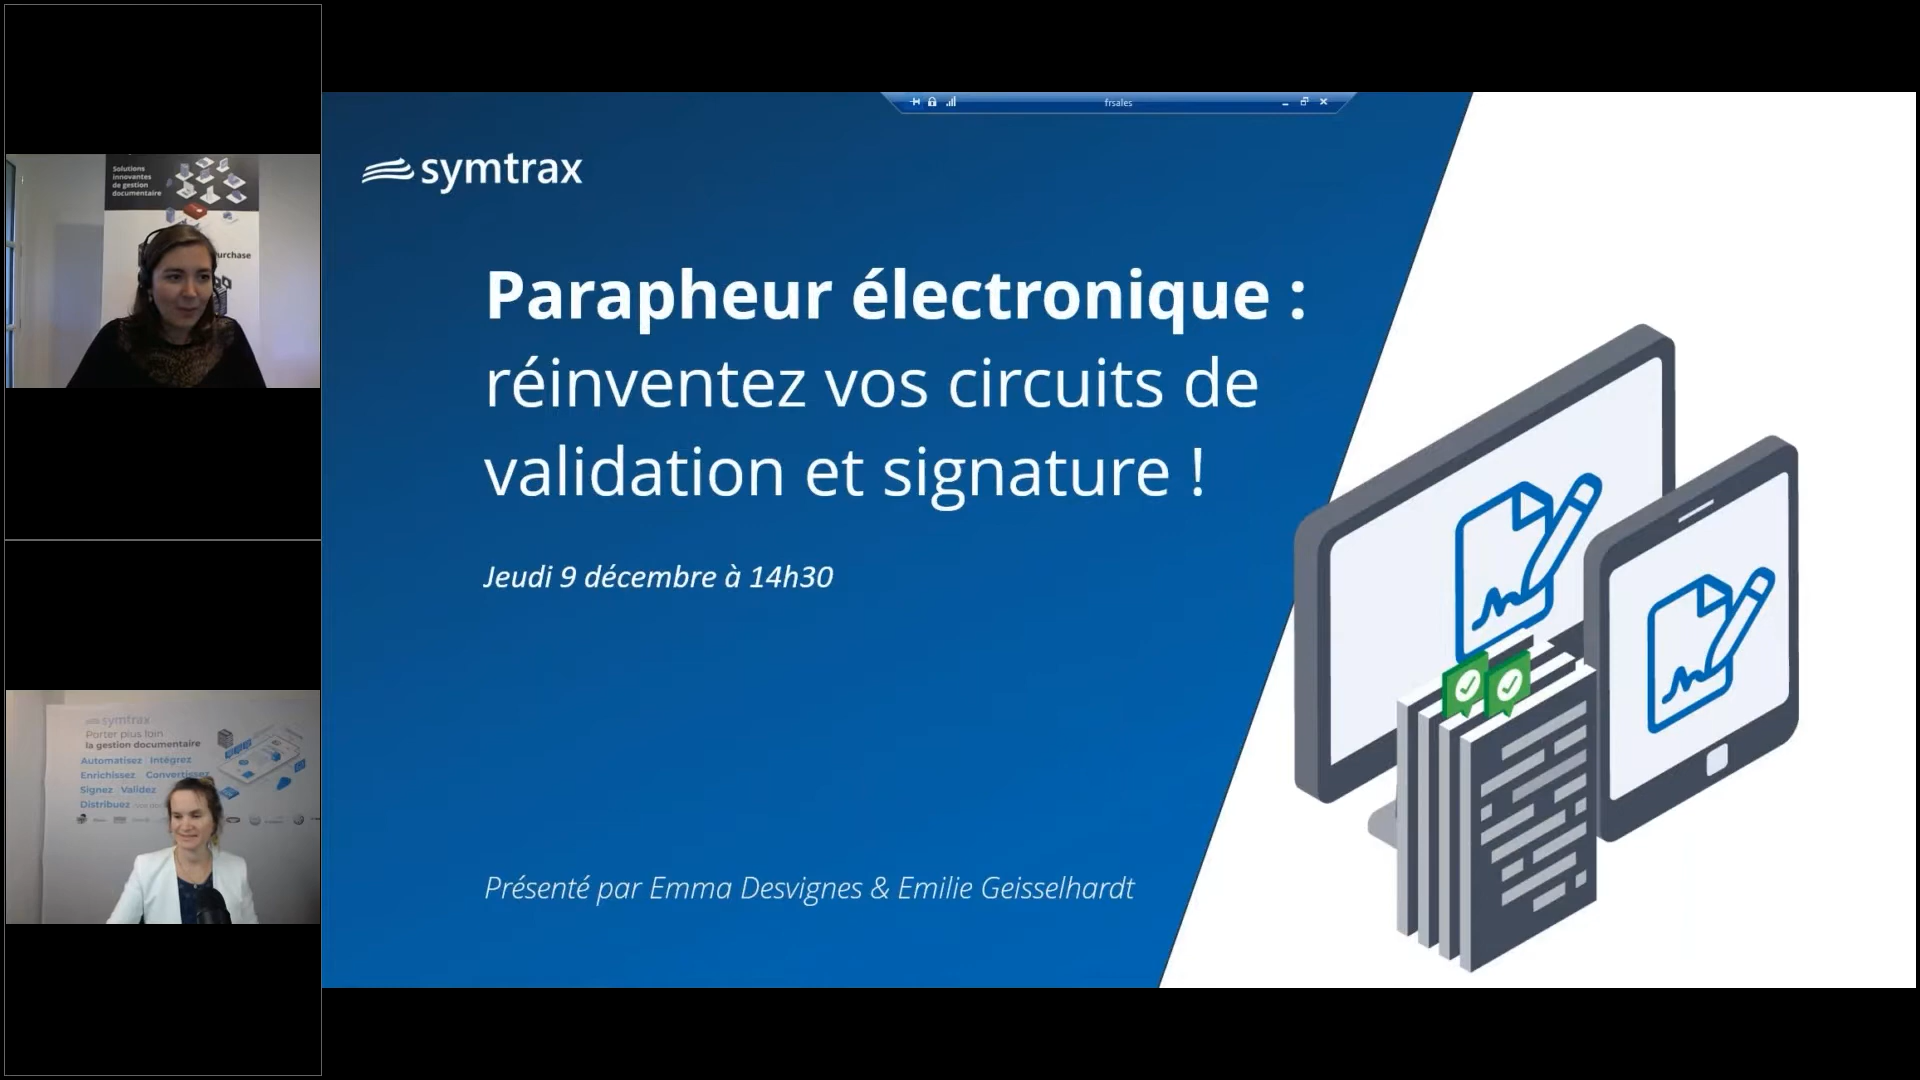 Solutions
innovantes
de gestion
documentaire
urchase
symtrax
Porter plus loin
la gestion documentaire
Automatisez Intégrez
Enrichissez Convertissez
Signez Validez
Distribuez
frsales
symtrax
Parapheur électronique :
réinventez vos circuits de
validation et signature !
Jeudi 9 décembre à 14h30
Présenté par Emma Desvignes & Emilie Geisselhardt